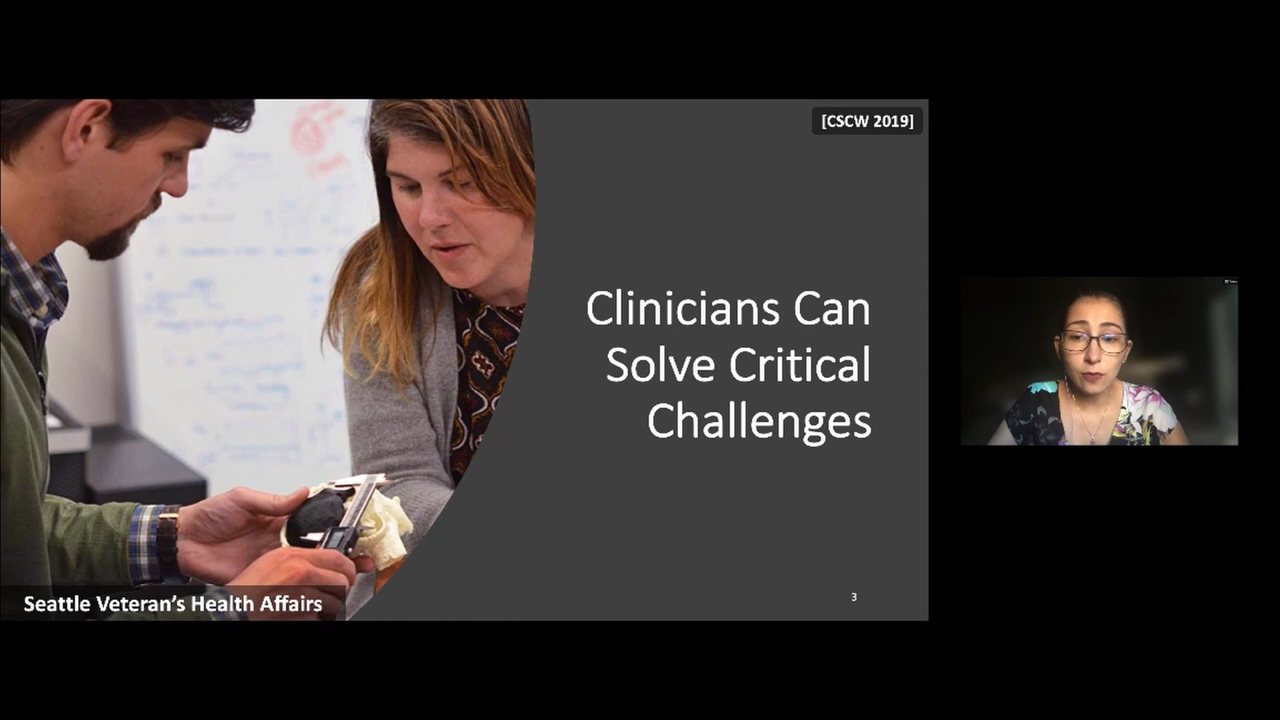 [CSCW 2019]
Clinicians Can
Solve Critical
Challenges
Seattle Veteran's Health Affairs
3